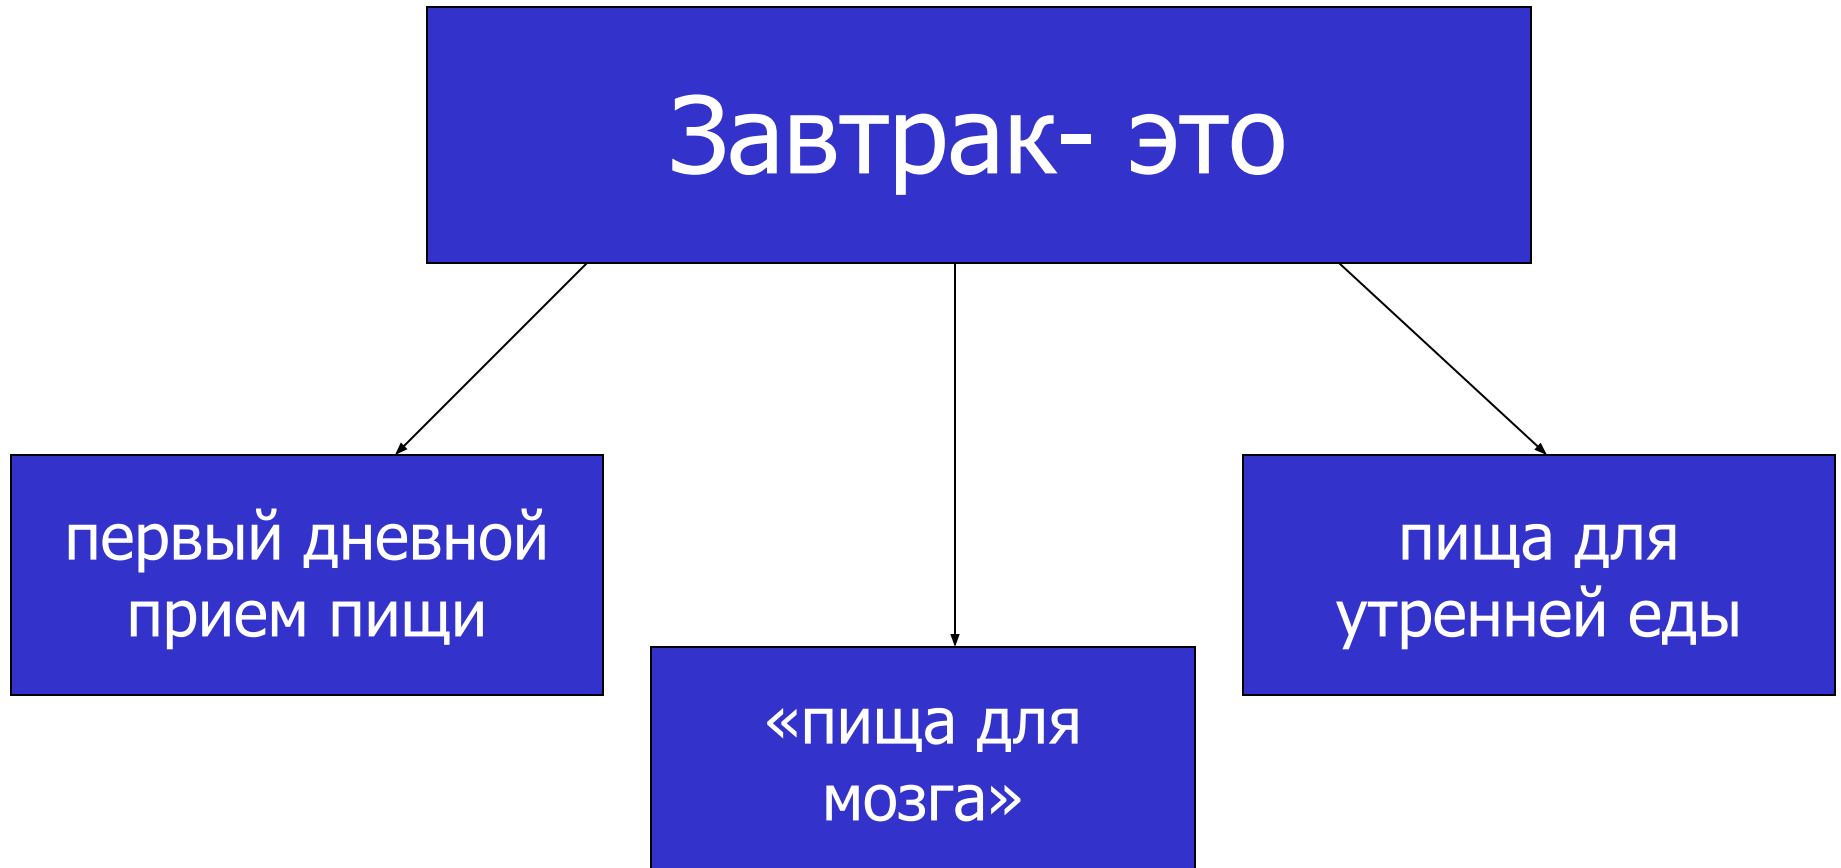 Завтрак- это
первый дневной
прием пищи
«пища для
мозга»
пища для
утренней еды